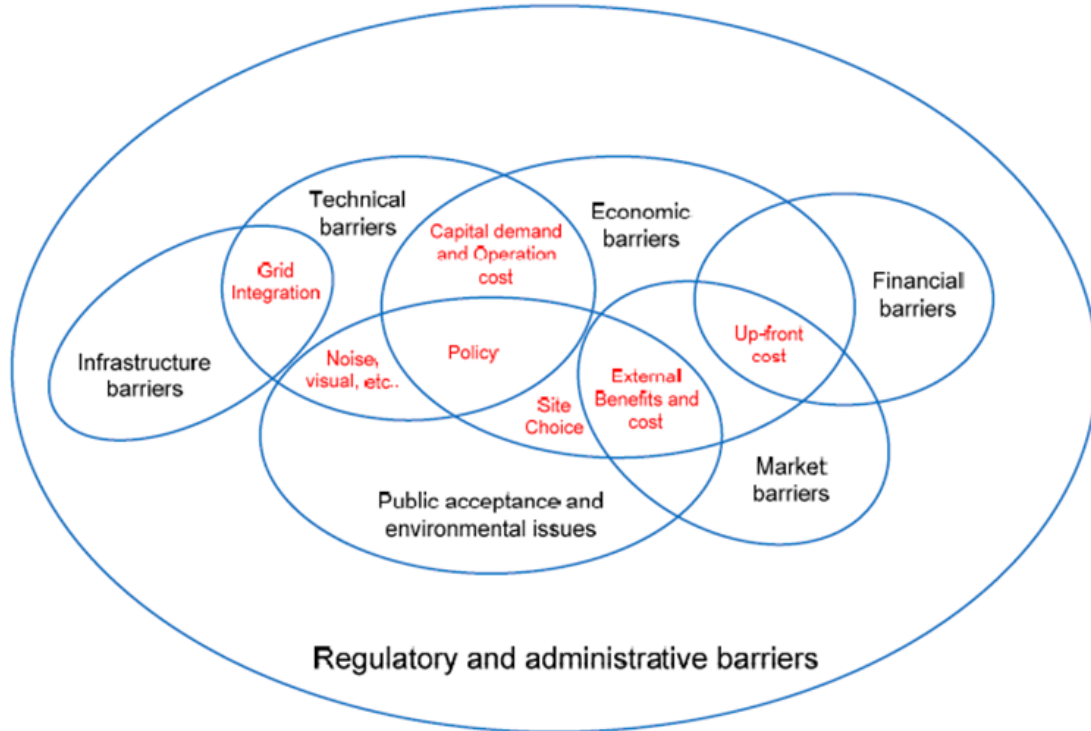 Technical
barriers
Economic
barriers
Capital demand
and Operation
cost
Grid
Integration
Financial
barriers
Infrastructure
barriers
Noise,
visual, etc..
Policy
Up-front
cost
External
Benefits and
cost
Site
Choice
Market
barriers
Public acceptance and
environmental issues
Regulatory and administrative barriers